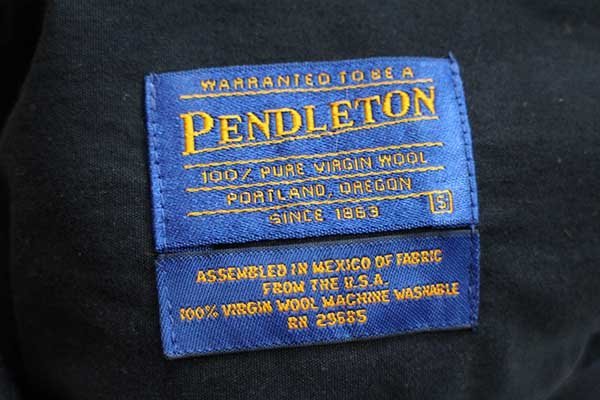 WARRANTED TO BE A
PENDLETON
100% PURE VIRGIN WOOL
PORTLAND, OREGON
SINCE 1863
S
ASSEMBLED IN MEXICO OF FABRIC
FROM THE U.S.A.
100% VIRGIN WOOL MACHINE WASHABLE
RN 29685